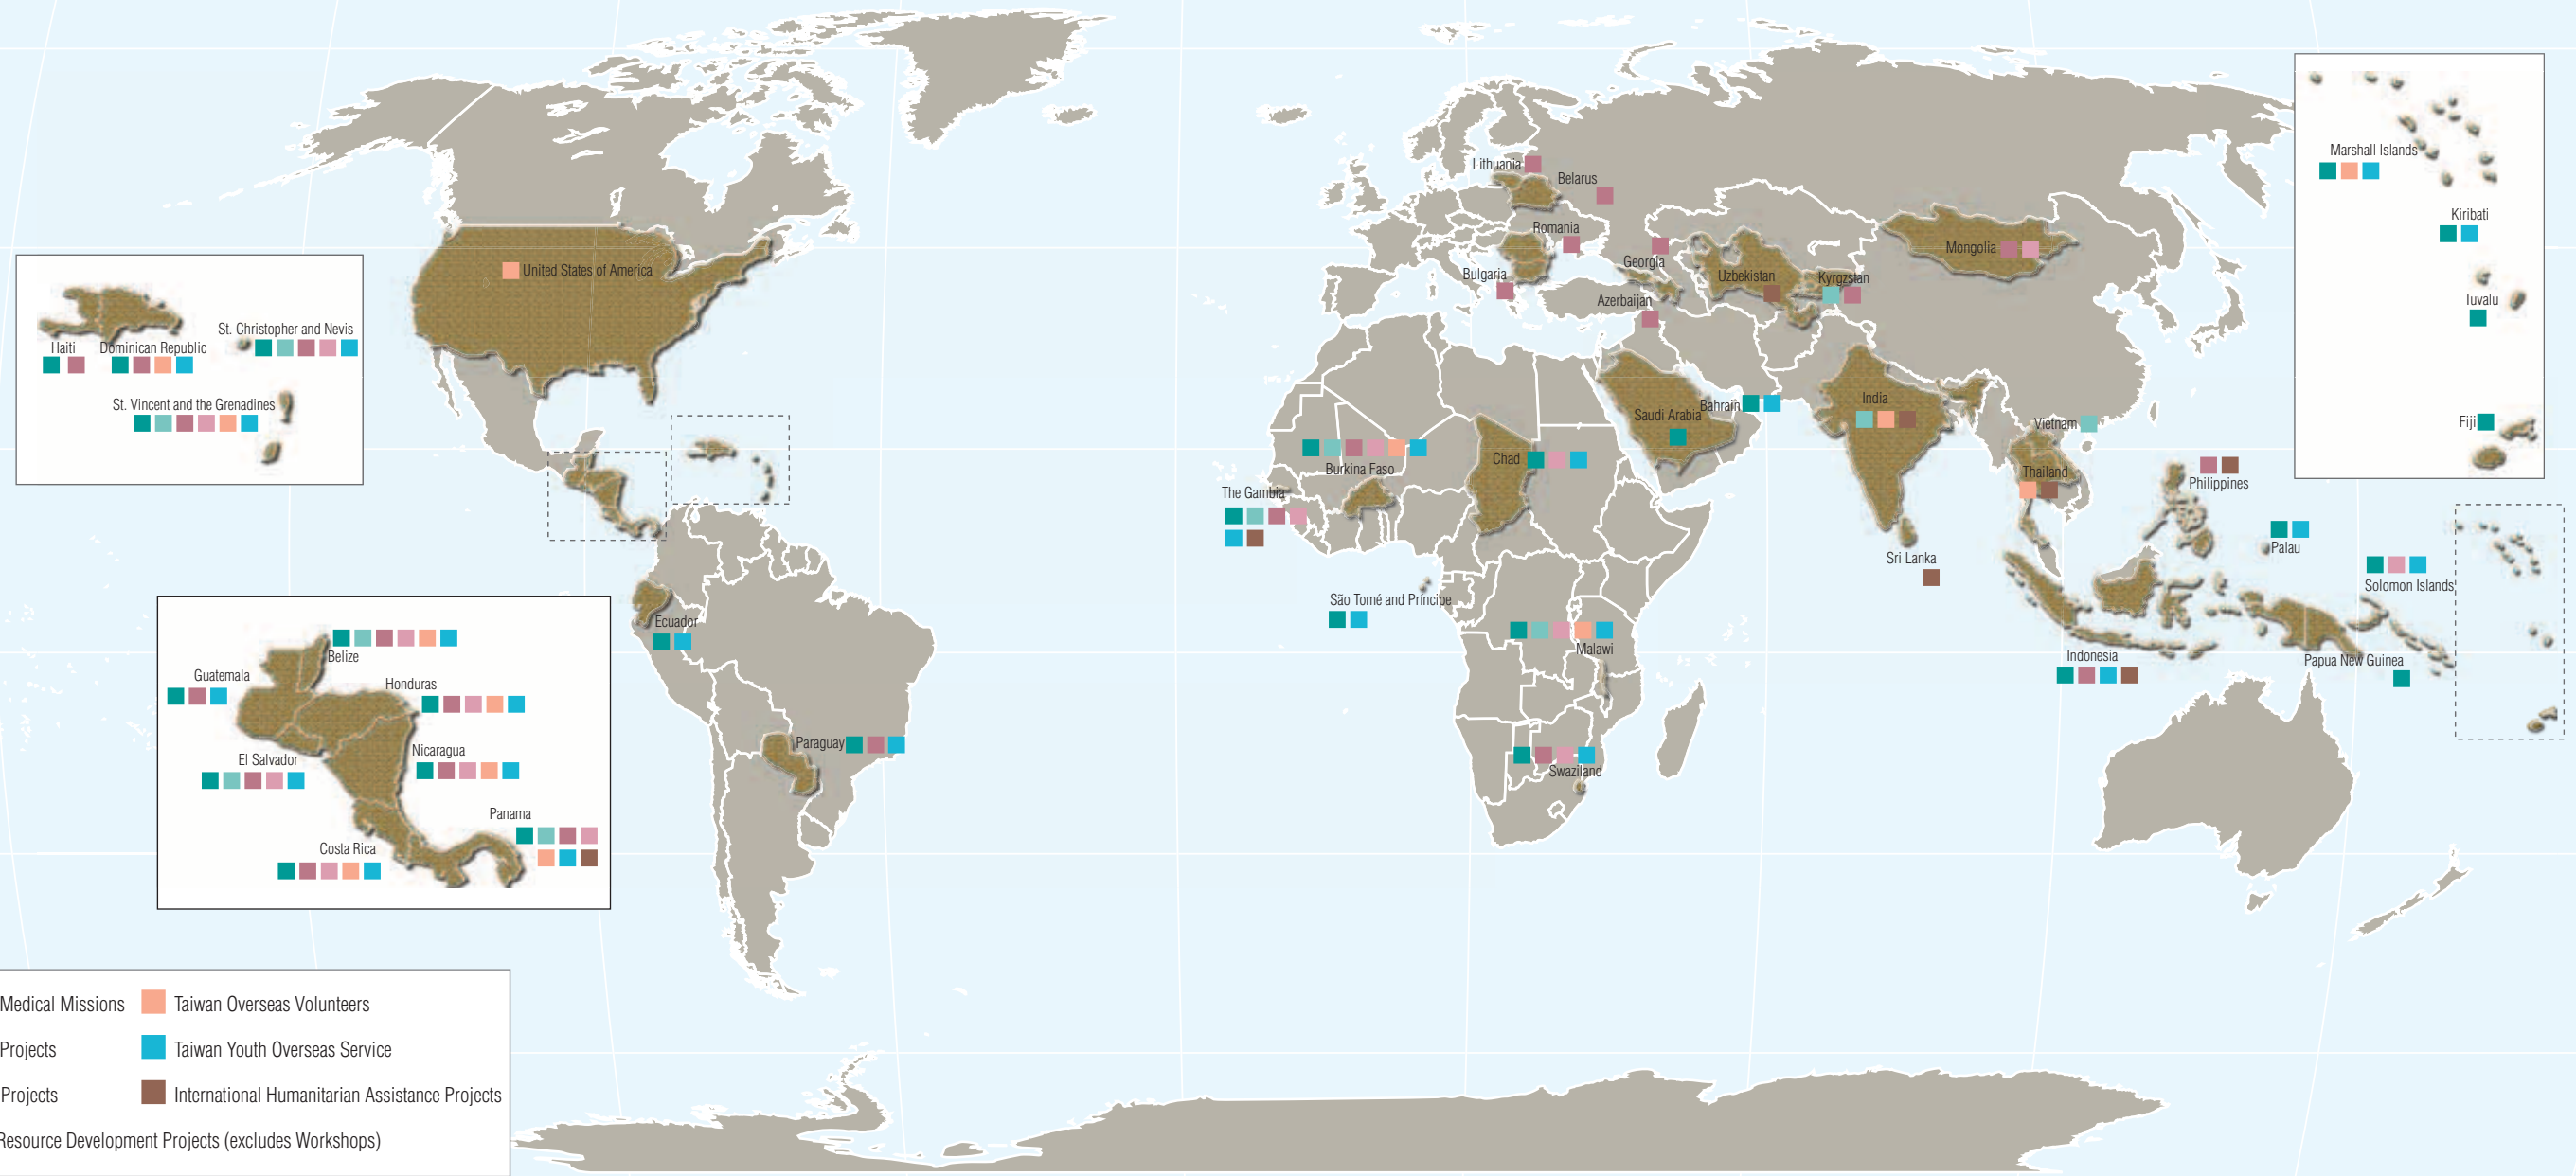 Lithuania
Belarus
Romania
Georgia
Bulgaria
Azerbaijan
Uzbekistan
Kyrgzstan
Mongolia
Marshall Islands
Kiribati
Tuvalu
Fiji
United States of America
St. Christopher and Nevis
Haiti
Dominican Republic
St. Vincent and the Grenadines
Saudi Arabia
Bahrain
India
Vietnam
Thailand
Philippines
Burkina Faso
Chad
The Gambia
Sri Lanka
Palau
Solomon Islands
São Tomé and Príncipe
Ecuador
Malawi
Indonesia
Papua New Guinea
Belize
Guatemala
Honduras
Nicaragua
El Salvador
Panama
Costa Rica
Paraguay
Swaziland
Medical Missions
Taiwan Overseas Volunteers
Projects
Taiwan Youth Overseas Service
Projects
International Humanitarian Assistance Projects
Resource Development Projects (excludes Workshops)